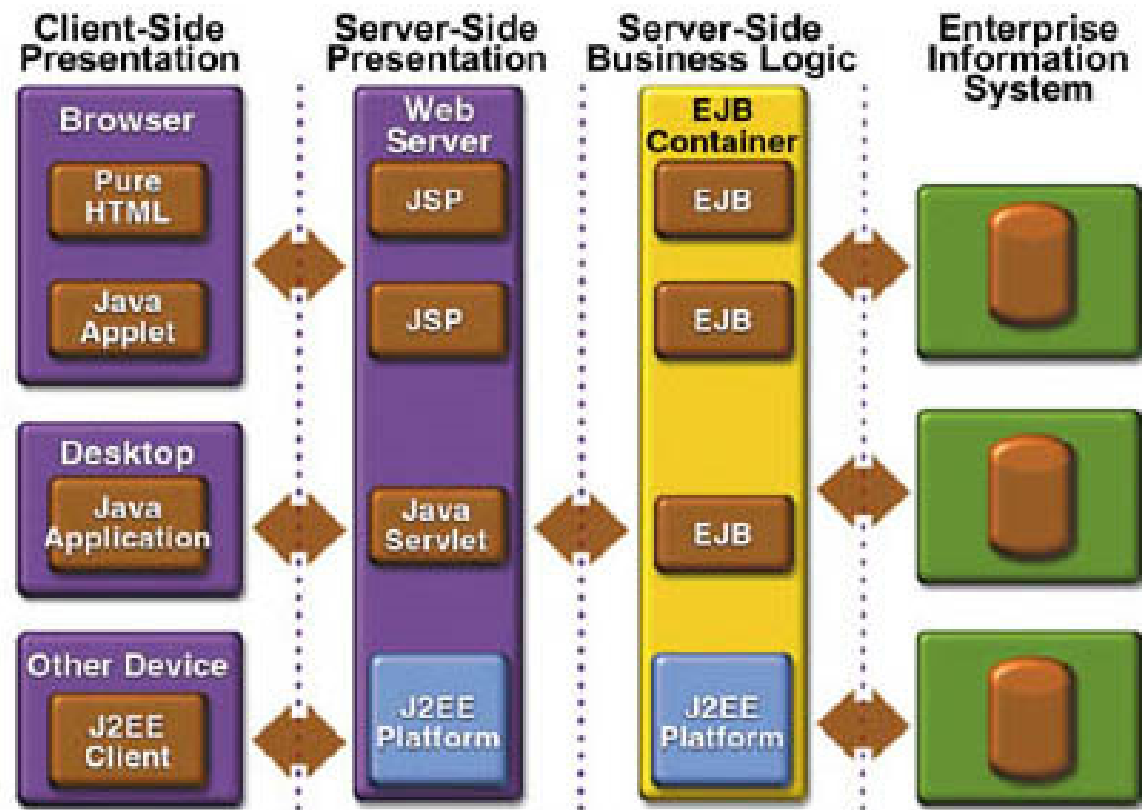 Client-Side
Presentation
Server-Side
Presentation
Server-Side
Business Logic
Enterprise
Information
System
Browser
Pure
HTML
Java
Applet
Desktop
Java
Application
Other Device
J2EE
Client
Web
Server
JSP
JSP
Java
Servlet
J2EE
Platform
EJB
Container
EJB
EJB
EJB
J2EE
Platform